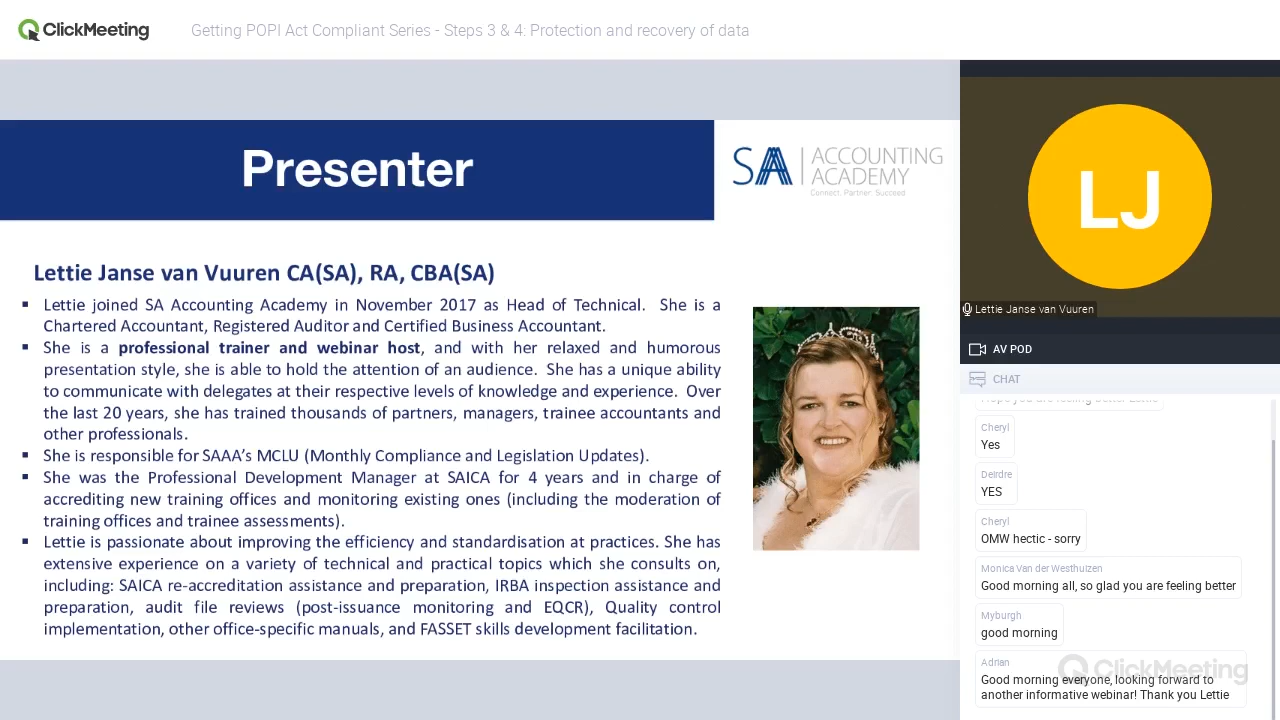 ClickMeeting
Getting POPI Act Compliant Series - Steps 3 & 4: Protection and recovery of data
Presenter
SA ACCOUNTING ACADEMY
Connect. Partner. Succeed.
Lettie Janse van Vuuren CA(SA), RA, CBA(SA)
▪ Lettie joined SA Accounting Academy in November 2017 as Head of Technical. She is a
Chartered Accountant, Registered Auditor and Certified Business Accountant.
▪ She is a professional trainer and webinar host, and with her relaxed and humorous
presentation style, she is able to hold the attention of an audience. She has a unique ability
to communicate with delegates at their respective levels of knowledge and experience. Over
the last 20 years, she has trained thousands of partners, managers, trainee accountants and
other professionals.
▪ She is responsible for SAAA's MCLU (Monthly Compliance and Legislation Updates).
▪ She was the Professional Development Manager at SAICA for 4 years and in charge of
accrediting new training offices and monitoring existing ones (including the moderation of
training offices and trainee assessments).
▪ Lettie is passionate about improving the efficiency and standardisation at practices. She has
extensive experience on a variety of technical and practical topics which she consults on,
including: SAICA re-accreditation assistance and preparation, IRBA inspection assistance and
preparation, audit file reviews (post-issuance monitoring and EQCR), Quality control
implementation, other office-specific manuals, and FASSET skills development facilitation.
LJ
Lettie Janse van Vuuren
AV POD
CHAT
Hope you are feeling better Lettie
Cheryl
Yes
Deirdre
YES
Cheryl
OMW hectic - sorry
Monica Van der Westhuizen
Good morning all, so glad you are feeling better
Myburgh
good morning
Adrian
Good morning everyone, looking forward to
another informative webinar! Thank you Lettie
ClickMeeting